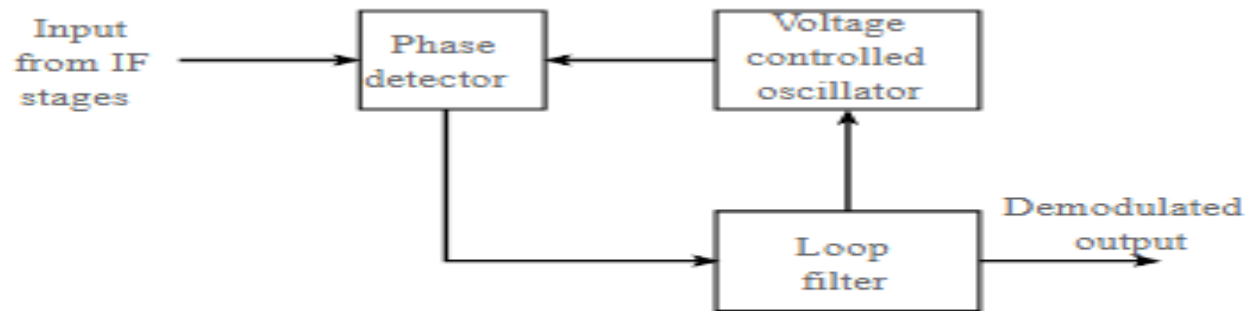 Input
from IF
stages
Phase
detector
Voltage
controlled
oscillator
Loop
filter
Demodulated
output